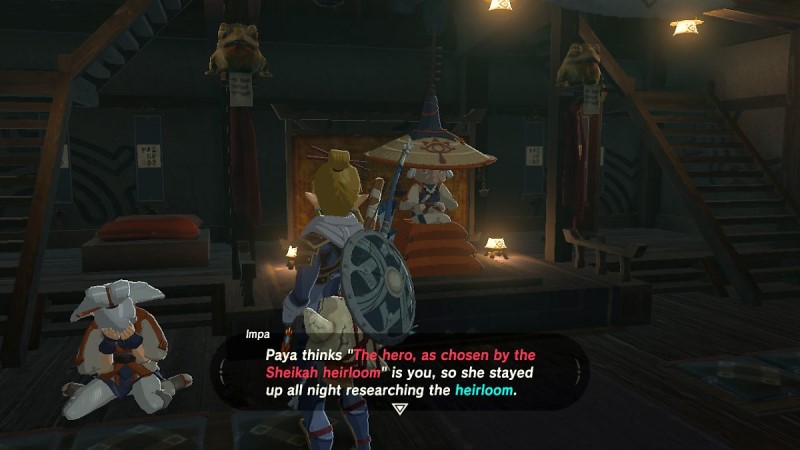 Impa
Paya thinks "The hero, as chosen by the
Sheikah heirloom" is you, so she stayed
up all night researching the heirloom.